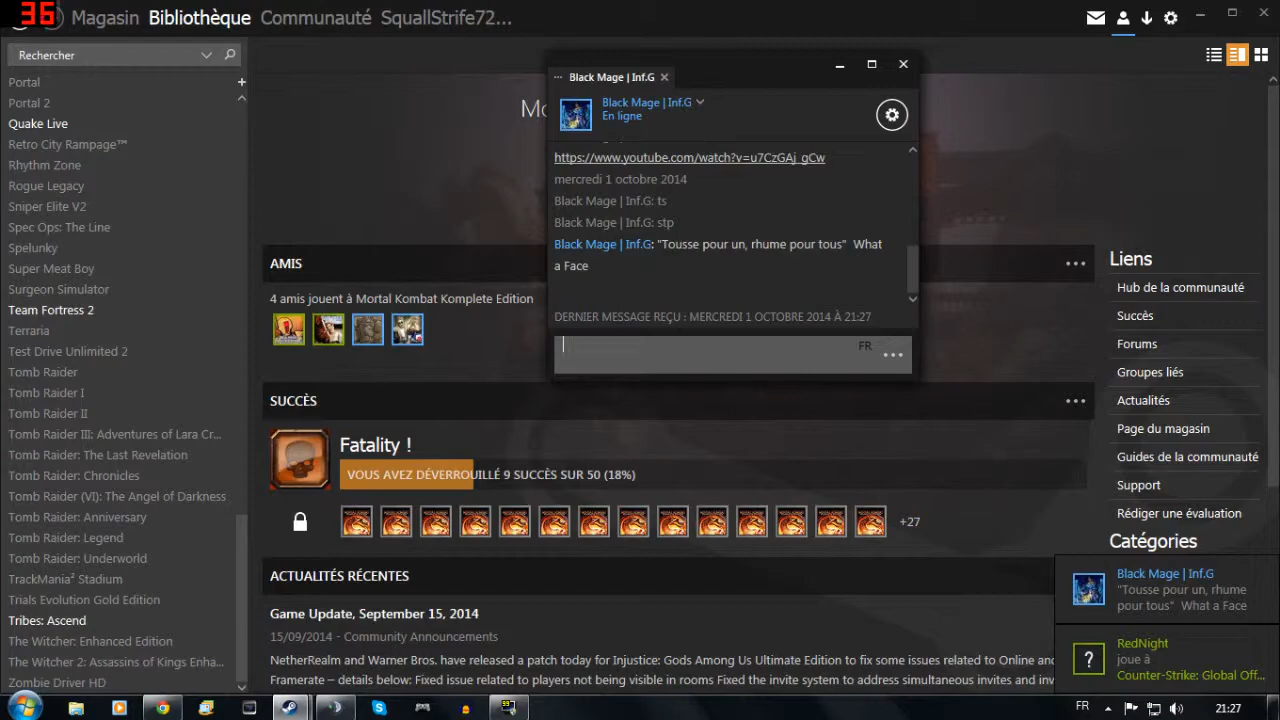 36
Magasin Bibliothèque Communauté SquallStrife72...
Rechercher
Portal
Portal 2
Quake Live
Retro City Rampage™
Rhythm Zone
Rogue Legacy
Sniper Elite V2
Spec Ops: The Line
Spelunky
Super Meat Boy
Surgeon Simulator
Team Fortress 2
Terraria
Test Drive Unlimited 2
Tomb Raider
Tomb Raider I
Tomb Raider II
Tomb Raider III: Adventures of Lara Cr...
Tomb Raider: The Last Revelation
Tomb Raider: Chronicles
Tomb Raider (VI): The Angel of Darkness
Tomb Raider: Anniversary
Tomb Raider: Legend
Tomb Raider: Underworld
TrackMania² Stadium
Trials Evolution Gold Edition
Tribes: Ascend
The Witcher: Enhanced Edition
The Witcher 2: Assassins of Kings Enha...
Zombie Driver HD
Mo
Black Mage | Inf.G
Black Mage | Inf.G
En ligne
https://www.youtube.com/watch?v=u7CzGAj_gCw
mercredi 1 octobre 2014
Black Mage | Inf.G: ts
Black Mage | Inf.G: stp
Black Mage | Inf.G: "Tousse pour un, rhume pour tous" What
a Face
DERNIER MESSAGE REÇU : MERCREDI 1 OCTOBRE 2014 À 21:27
FR
AMIS
4 amis jouent à Mortal Kombat Komplete Edition
SUCCÈS
Fatality !
VOUS AVEZ DÉVERROUILLÉ 9 SUCCÈS SUR 50 (18%)
+27
ACTUALITÉS RÉCENTES
Game Update, September 15, 2014
15/09/2014 - Community Announcements
NetherRealm and Warner Bros. have released a patch today for Injustice: Gods Among Us Ultimate Edition to fix some issues related to Online and
Framerate – details below: Fixed issue related to players not being visible in rooms Fixed the invite system to address simultaneous invites and inv
Liens
Hub de la communauté
Succès
Forums
Groupes liés
Actualités
Page du magasin
Guides de la communauté
Support
Rédiger une évaluation
Catégories
Black Mage | Inf.G
"Tousse pour un, rhume
pour tous" What a Face
RedNight
joue à
Counter-Strike: Global Off...
FR
21:27